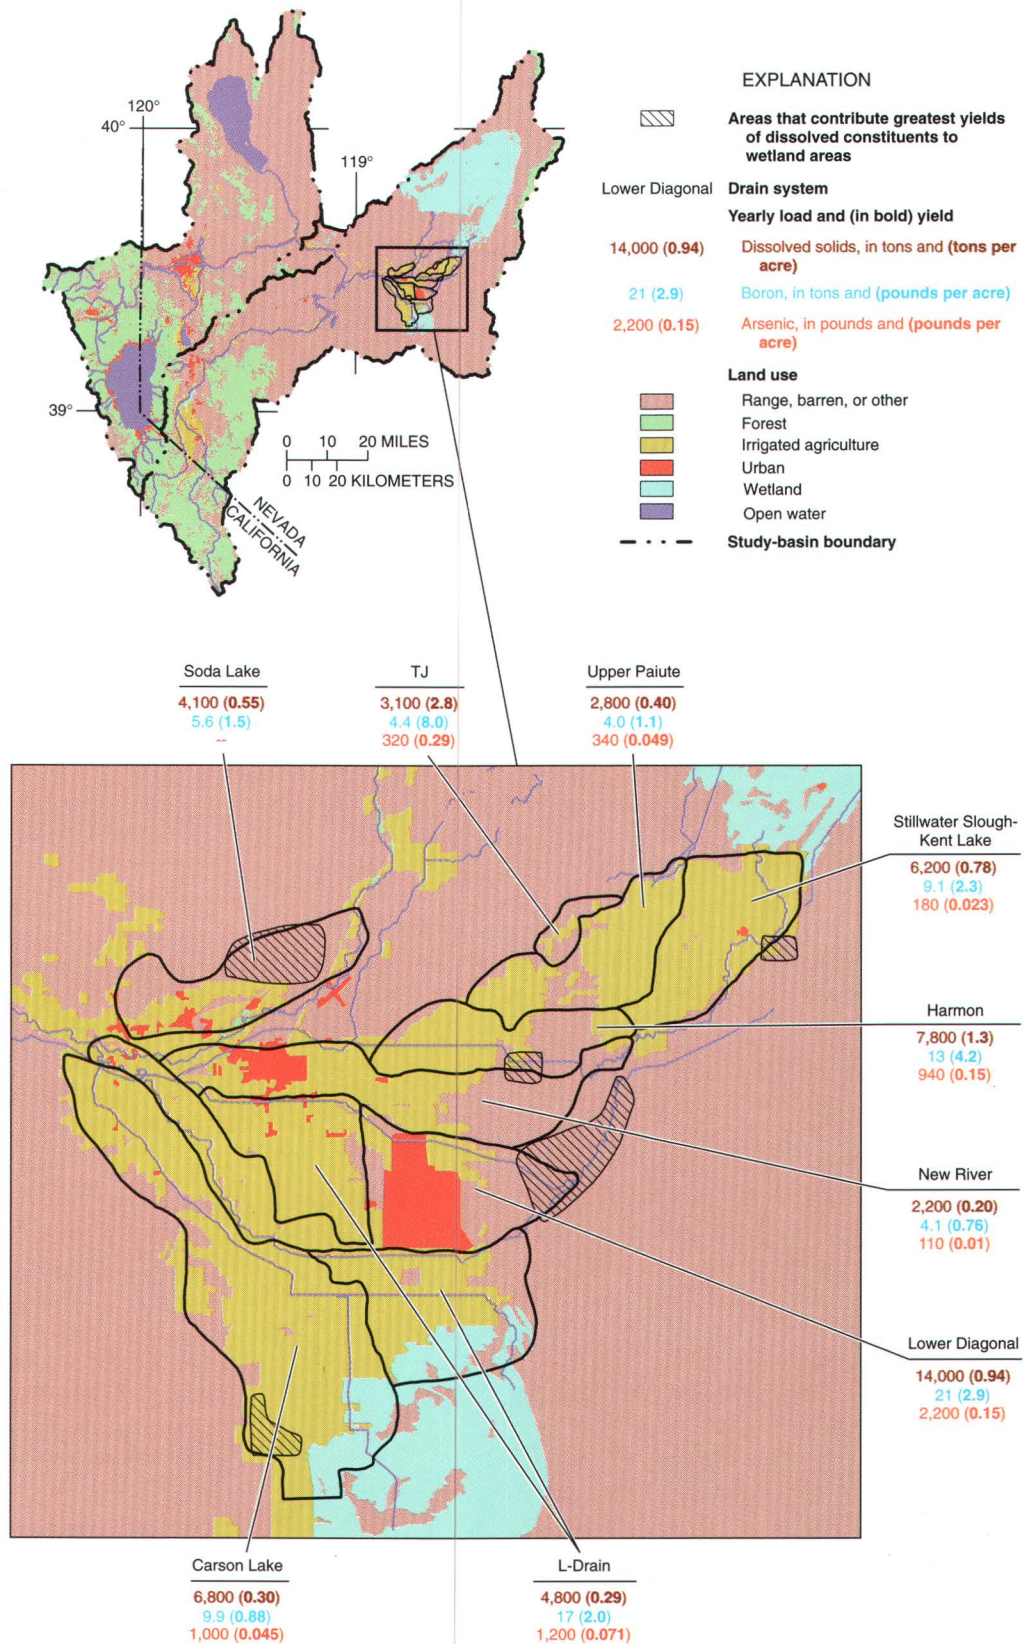 EXPLANATION
Areas that contribute greatest yields
of dissolved constituents to
wetland areas
Lower Diagonal Drain system
Yearly load and (in bold) yield
14,000 (0.94) Dissolved solids, in tons and (tons per
acre)
21 (2.9) Boron, in tons and (pounds per acre)
2,200 (0.15) Arsenic, in pounds and (pounds per
acre)
Land use
Range, barren, or other
Forest
Irrigated agriculture
Urban
Wetland
Open water
Study-basin boundary
120°
40°
119°
39°
0 10 20 MILES
0 10 20 KILOMETERS
NEVADA
CALIFORNIA
Soda Lake
4,100 (0.55)
5.6 (1.5)
--
TJ
3,100 (2.8)
4.4 (8.0)
320 (0.29)
Upper Paiute
2,800 (0.40)
4.0 (1.1)
340 (0.049)
Stillwater Slough-
Kent Lake
6,200 (0.78)
9.1 (2.3)
180 (0.023)
Harmon
7,800 (1.3)
13 (4.2)
940 (0.15)
New River
2,200 (0.20)
4.1 (0.76)
110 (0.01)
Lower Diagonal
14,000 (0.94)
21 (2.9)
2,200 (0.15)
Carson Lake
6,800 (0.30)
9.9 (0.88)
1,000 (0.045)
L-Drain
4,800 (0.29)
17 (2.0)
1,200 (0.071)